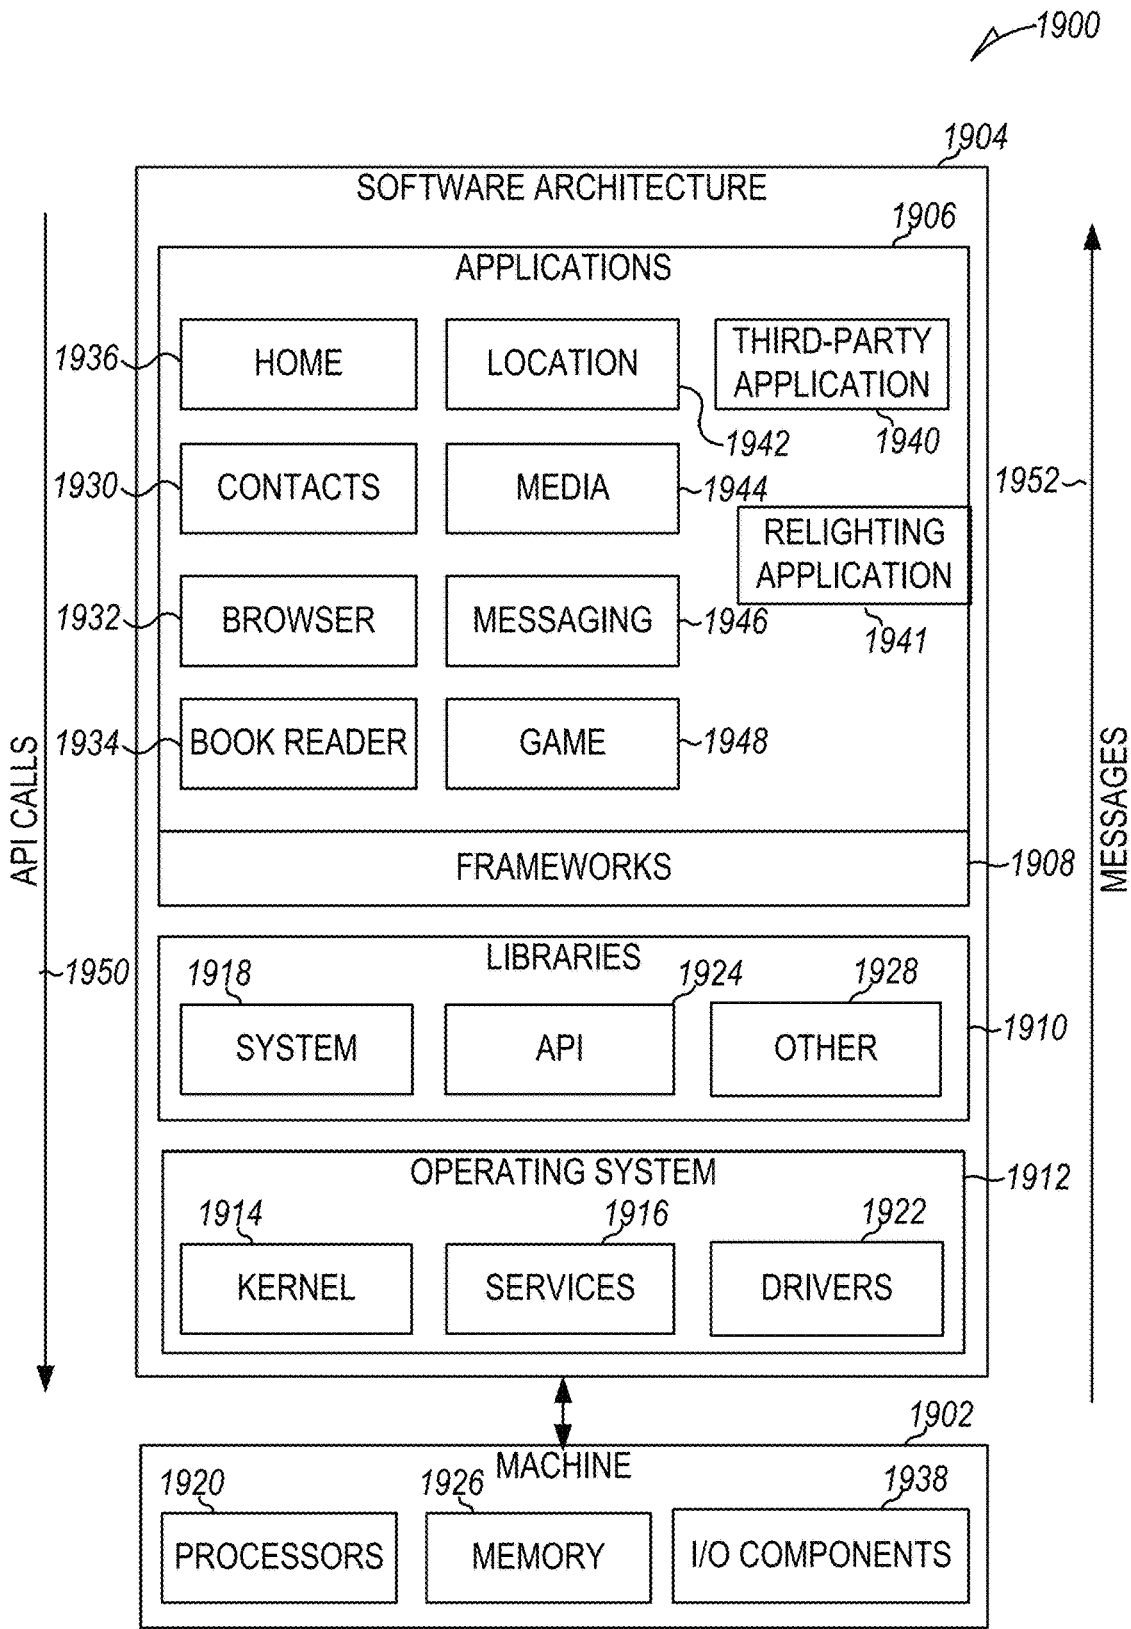 1900
1904
SOFTWARE ARCHITECTURE
1906
APPLICATIONS
1936
HOME
LOCATION
1942
THIRD-PARTY
APPLICATION
1940
1930
CONTACTS
MEDIA
1944
1952
RELIGHTING
APPLICATION
1941
1932
BROWSER
MESSAGING
1946
1934
BOOK READER
GAME
1948
API CALLS
MESSAGES
FRAMEWORKS
1908
1950
LIBRARIES
1918
1924
1928
1910
SYSTEM
API
OTHER
OPERATING SYSTEM
1912
1914
1916
1922
KERNEL
SERVICES
DRIVERS
1902
MACHINE
1920
1926
1938
PROCESSORS
MEMORY
I/O COMPONENTS